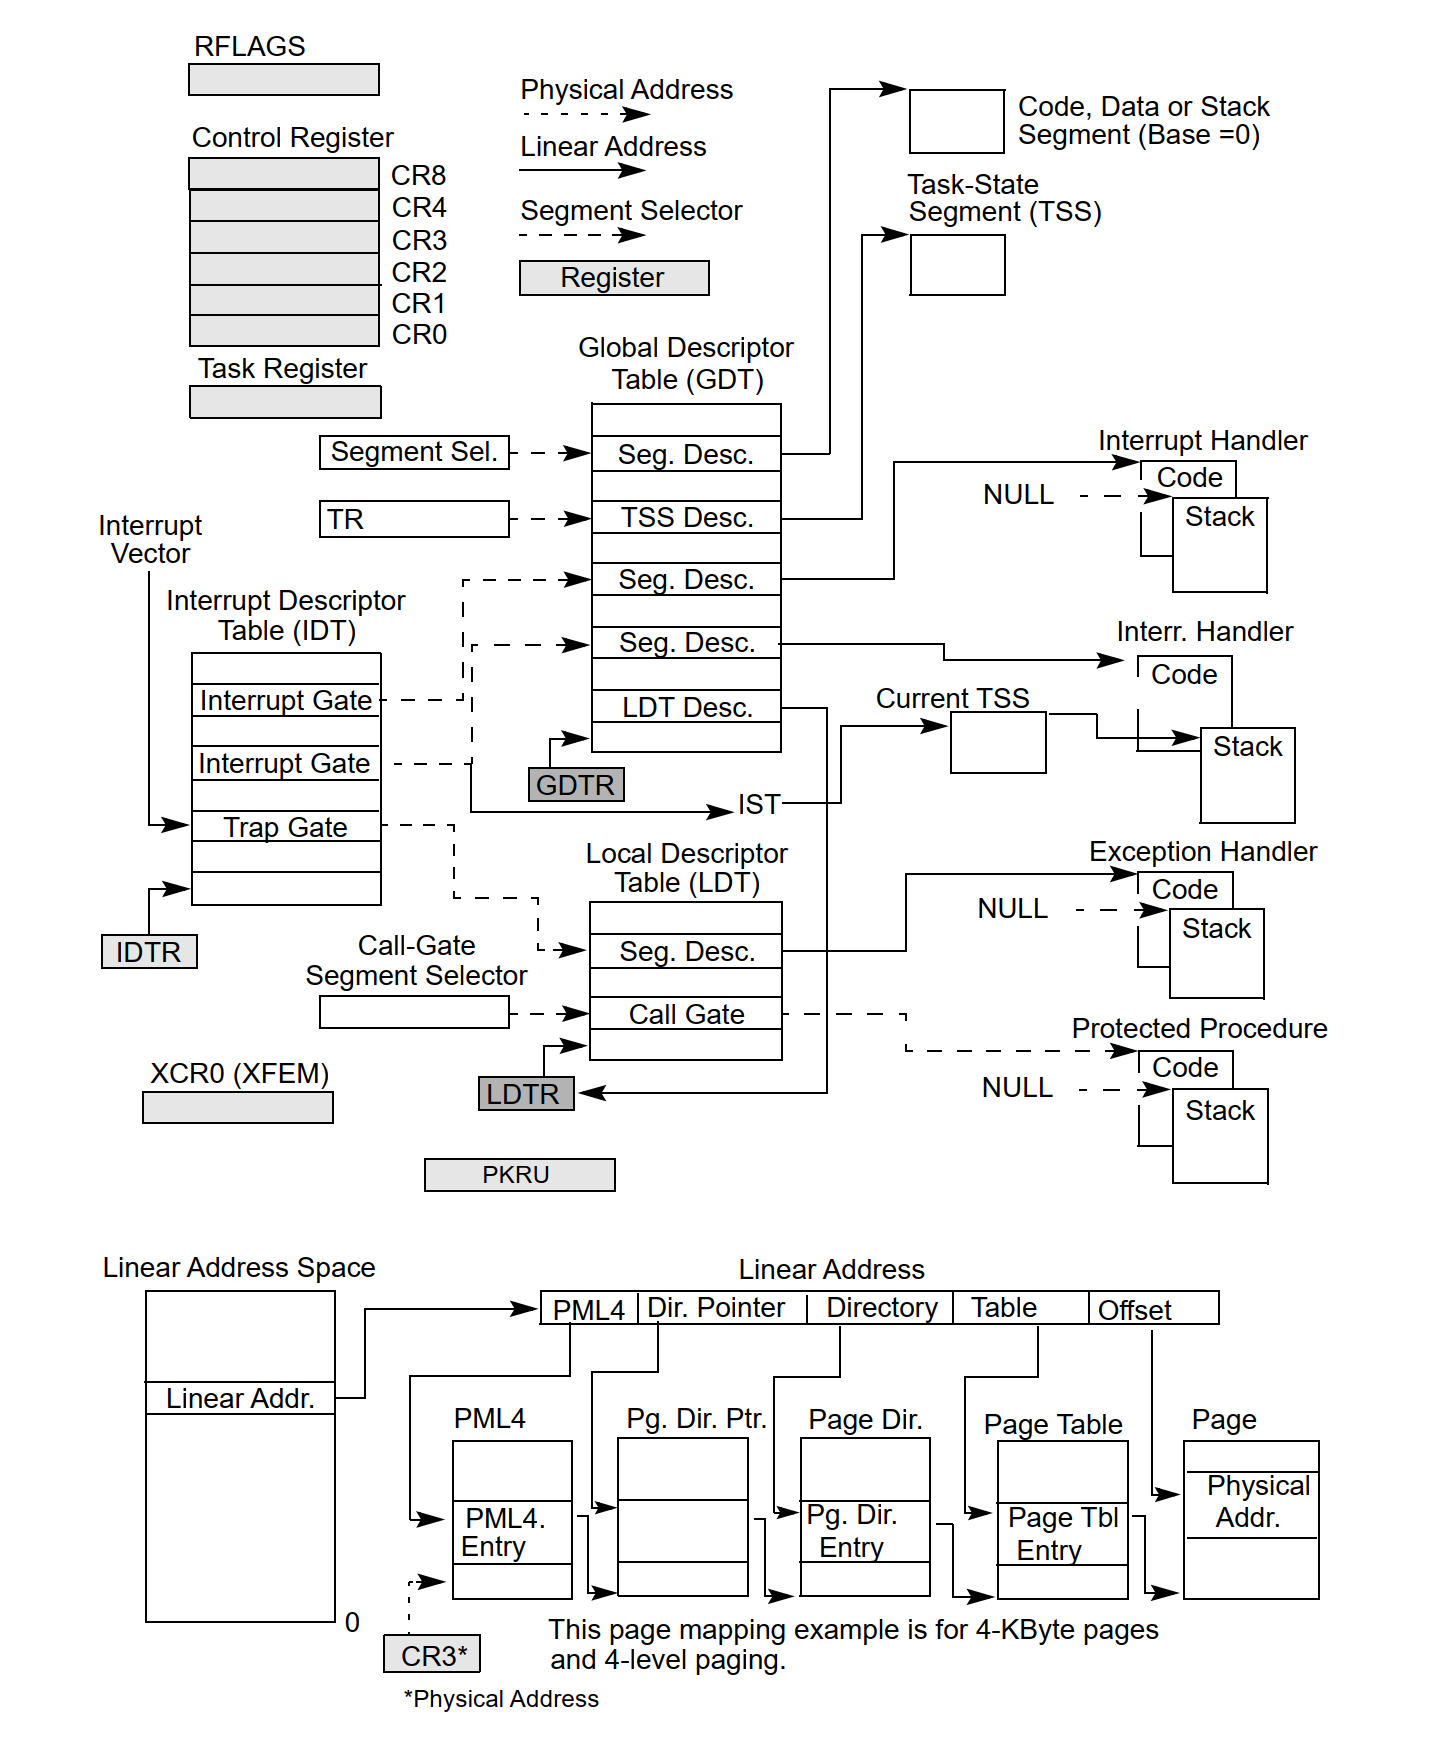 RFLAGS
Control Register
CR8
CR4
CR3
CR2
CR1
CR0
Task Register
Physical Address
Linear Address
Segment Selector
Register
Code, Data or Stack
Segment (Base =0)
Task-State
Segment (TSS)
Global Descriptor
Table (GDT)
Segment Sel.
Seg. Desc.
TR
TSS Desc.
Seg. Desc.
Seg. Desc.
LDT Desc.
GDTR
Interrupt
Vector
Interrupt Descriptor
Table (IDT)
Interrupt Gate
Interrupt Gate
Trap Gate
IDTR
Interrupt Handler
Code
NULL
Stack
Interr. Handler
Code
Current TSS
Stack
IST
Local Descriptor
Table (LDT)
Seg. Desc.
Call Gate
Call-Gate
Segment Selector
LDTR
Exception Handler
Code
NULL
Stack
Protected Procedure
Code
NULL
Stack
XCR0 (XFEM)
PKRU
Linear Address Space
Linear Addr.
0
Linear Address
PML4 Dir. Pointer Directory Table Offset
PML4
Pg. Dir. Ptr.
Page Dir.
Page Table
Page
PML4.
Entry
Pg. Dir.
Entry
Page Tbl
Entry
Physical
Addr.
CR3*
*Physical Address
This page mapping example is for 4-KByte pages
and 4-level paging.